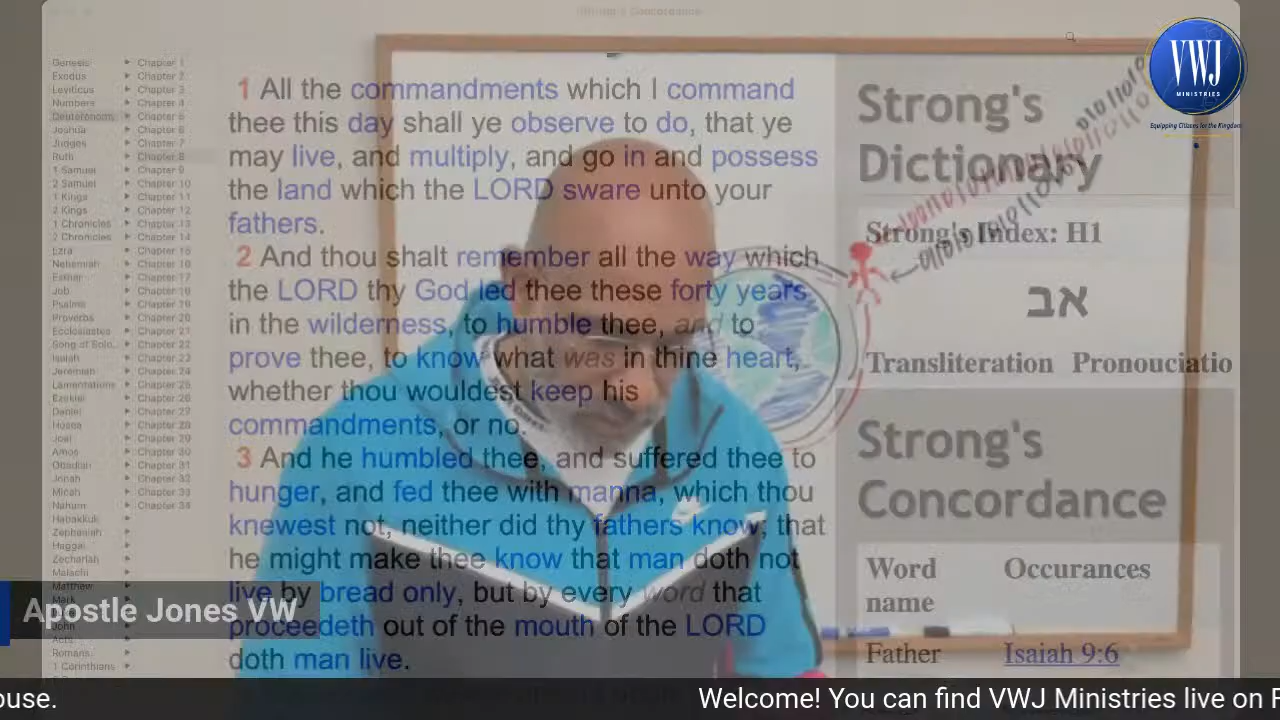 Strong's Concordance
Genesis
Exodus
Leviticus
Numbers
Deuteronomy
Joshua
Judges
Ruth
1 Samuel
2 Samuel
1 Kings
2 Kings
1 Chronicles
2 Chronicles
Ezra
Nehemiah
Esther
Job
Psalms
Proverbs
Ecclesiastes
Song of Solo...
Isaiah
Jeremiah
Lamentations
Ezekiel
Daniel
Hosea
Joel
Amos
Obadiah
Jonah
Micah
Nahum
Habakkuk
Zephaniah
Haggai
Zechariah
Malachi
Matthew
Mark
John
Acts
Romans
1 Corinthians
Chapter 1
Chapter 2
Chapter 3
Chapter 4
Chapter 5
Chapter 6
Chapter 7
Chapter 8
Chapter 9
Chapter 10
Chapter 11
Chapter 12
Chapter 13
Chapter 14
Chapter 15
Chapter 16
Chapter 17
Chapter 18
Chapter 19
Chapter 20
Chapter 21
Chapter 22
Chapter 23
Chapter 24
Chapter 25
Chapter 26
Chapter 27
Chapter 28
Chapter 29
Chapter 30
Chapter 31
Chapter 32
Chapter 33
Chapter 34
1 All the commandments which I command
thee this day shall ye observe to do, that ye
may live, and multiply, and go in and possess
the land which the LORD sware unto your
fathers.
2 And thou shalt remember all the way which
the LORD thy God led thee these forty years
in the wilderness, to humble thee, and to
prove thee, to know what was in thine heart,
whether thou wouldest keep his
commandments, or no.
3 And he humbled thee, and suffered thee to
hunger, and fed thee with manna, which thou
knewest not, neither did thy fathers know; that
he might make thee know that man doth not
live by bread only, but by every word that
proceedeth out of the mouth of the LORD
doth man live.
Strong's
Dictionary
Strong's Index: H1
אב
Transliteration Pronouciatio
Strong's
Concordance
Word Occurances
name
Father Isaiah 9:6
VWJ
MINISTRIES
Equipping Citizens for the Kingdom
Apostle Jones VW
ouse. Welcome! You can find VWJ Ministries live on F